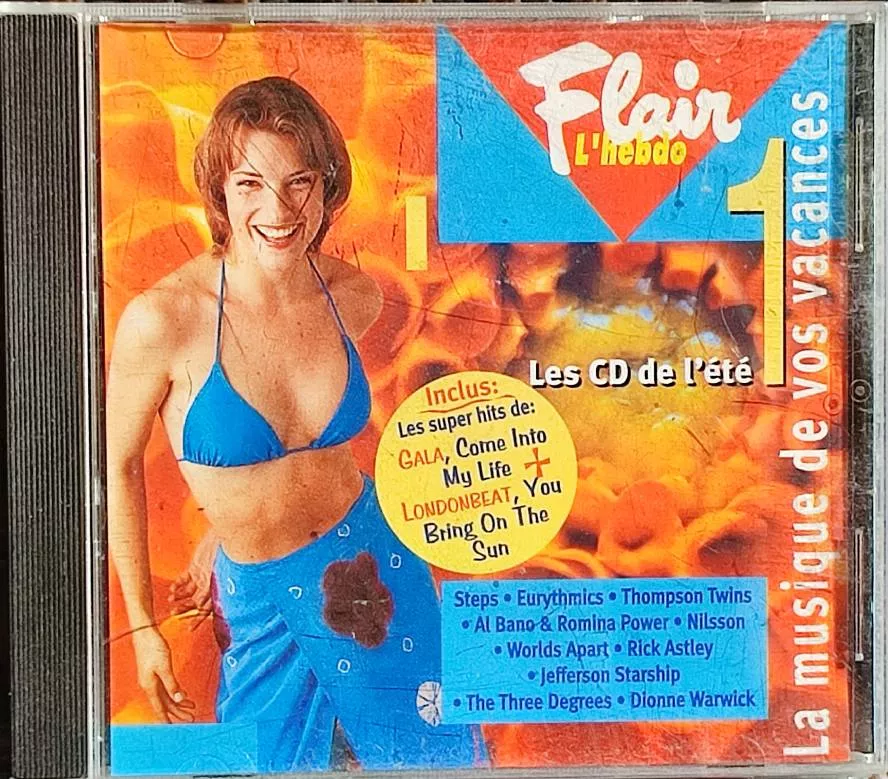 Flair
L'hebdo
1
Les CD de l'été
La musique de vos vacances
Inclus:
Les super hits de:
GALA, Come Into
My Life +
LONDONBEAT, You
Bring On The
Sun
Steps • Eurythmics • Thompson Twins
• Al Bano & Romina Power • Nilsson
• Worlds Apart • Rick Astley
• Jefferson Starship
• The Three Degrees • Dionne Warwick